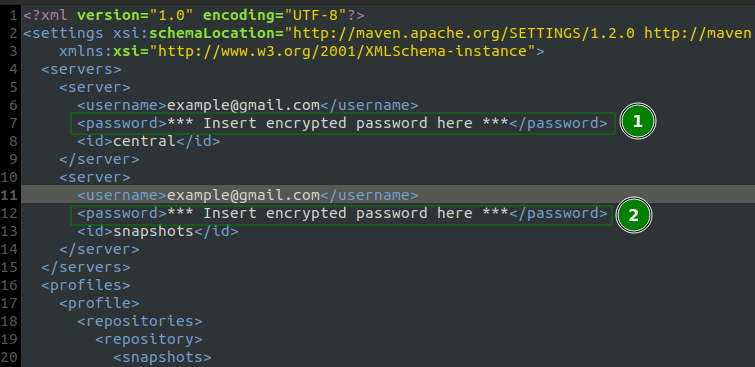 1 <?xml version="1.0" encoding="UTF-8"?>
2 <settings xsi:schemaLocation="http://maven.apache.org/SETTINGS/1.2.0 http://maven
3 xmlns:xsi="http://www.w3.org/2001/XMLSchema-instance">
4 <servers>
5 <server>
6 <username>example@gmail.com</username>
7 <password>*** Insert encrypted password here ***</password> 1
8 <id>central</id>
9 </server>
10 <server>
11 <username>example@gmail.com</username>
12 <password>*** Insert encrypted password here ***</password> 2
13 <id>snapshots</id>
14 </server>
15 </servers>
16 <profiles>
17 <profile>
18 <repositories>
19 <repository>
20 <snapshots>